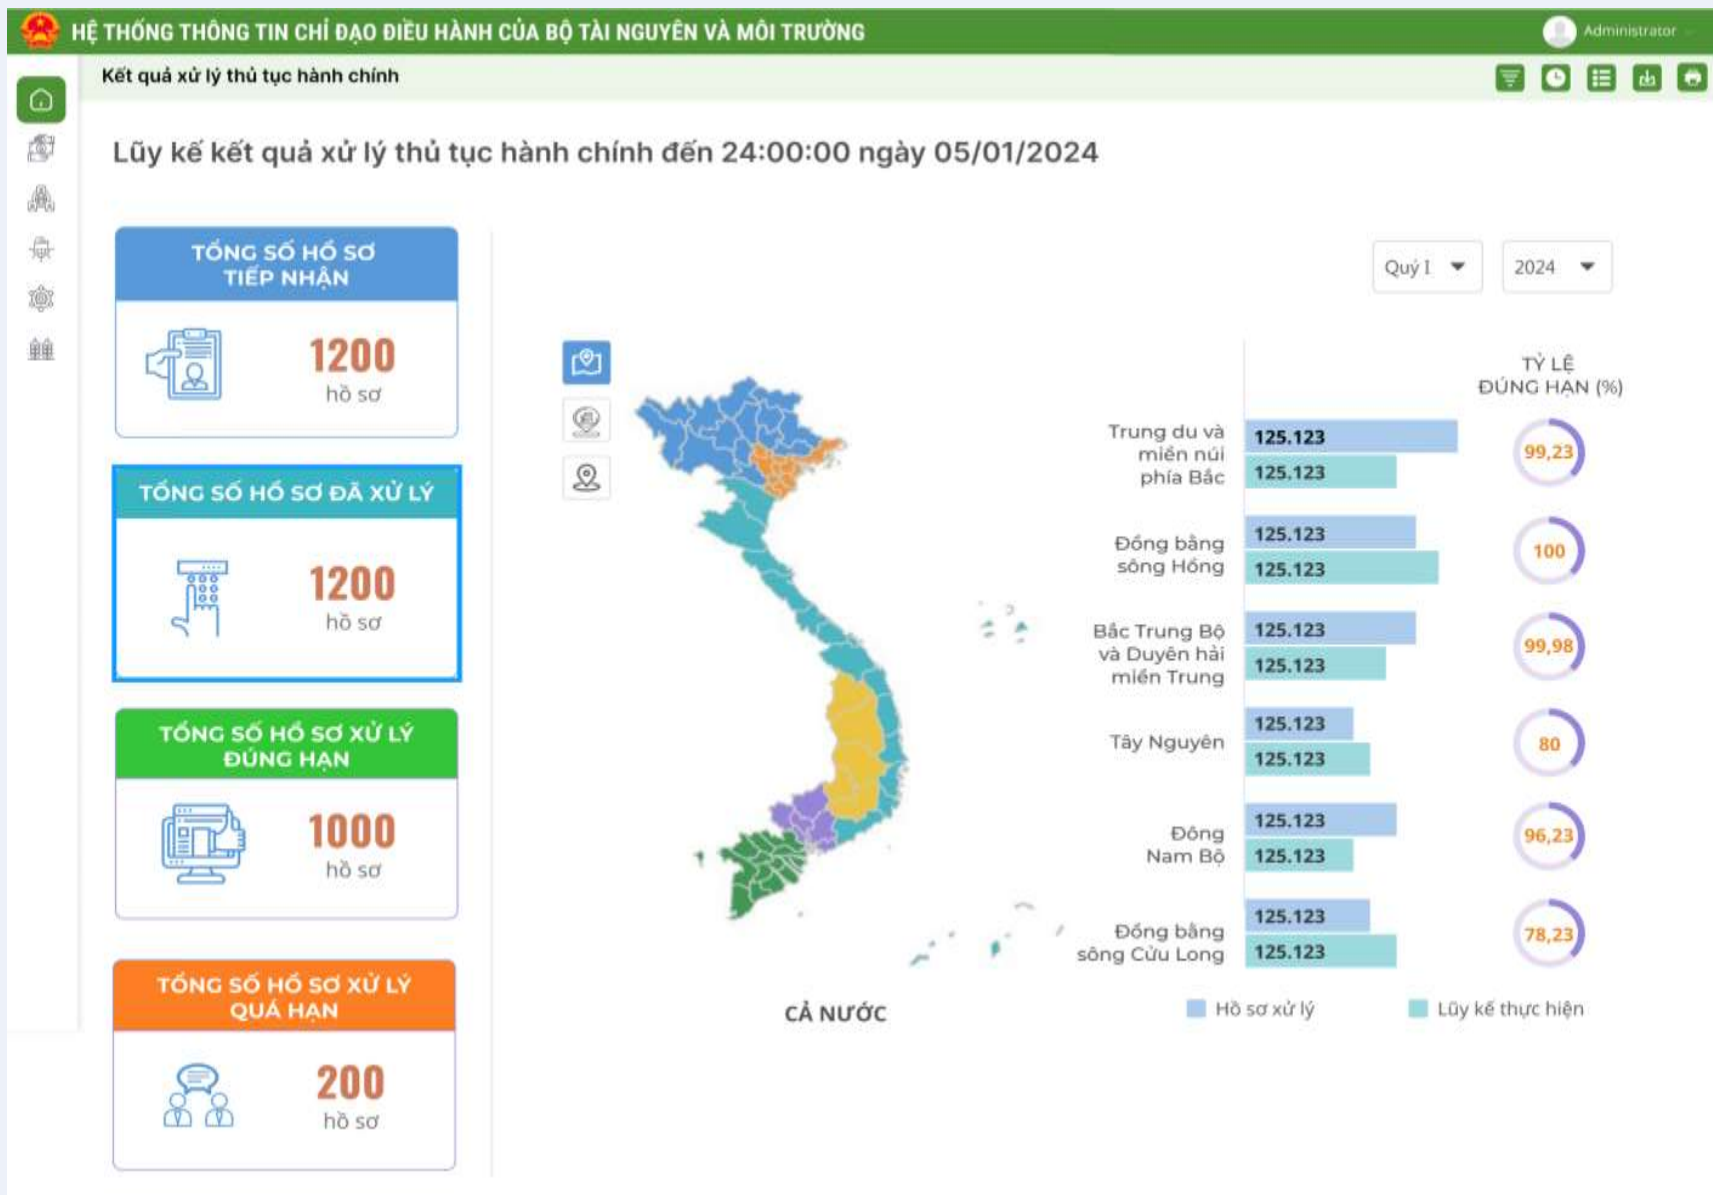 HỆ THỐNG THÔNG TIN CHỈ ĐẠO ĐIỀU HÀNH CỦA BỘ TÀI NGUYÊN VÀ MÔI TRƯỜNG
Administrator
Kết quả xử lý thủ tục hành chính
Lũy kế kết quả xử lý thủ tục hành chính đến 24:00:00 ngày 05/01/2024
TỔNG SỐ HỒ SƠ
TIẾP NHẬN
1200
hồ sơ
TỔNG SỐ HỒ SƠ ĐÃ XỬ LÝ
1200
hồ sơ
TỔNG SỐ HỒ SƠ XỬ LÝ
ĐÚNG HẠN
1000
hồ sơ
TỔNG SỐ HỒ SƠ XỬ LÝ
QUÁ HẠN
200
hồ sơ
CẢ NƯỚC
Quý I
2024
TỶ LỆ
ĐÚNG HẠN (%)
Trung du và
miền núi
phía Bắc
125.123
125.123
99,23
Đồng bằng
sông Hồng
125.123
125.123
100
Bắc Trung Bộ
và Duyên hải
miền Trung
125.123
125.123
99,98
Tây Nguyên
125.123
125.123
80
Đông
Nam Bộ
125.123
125.123
96,23
Đồng bằng
sông Cửu Long
125.123
125.123
78,23
Hồ sơ xử lý
Lũy kế thực hiện